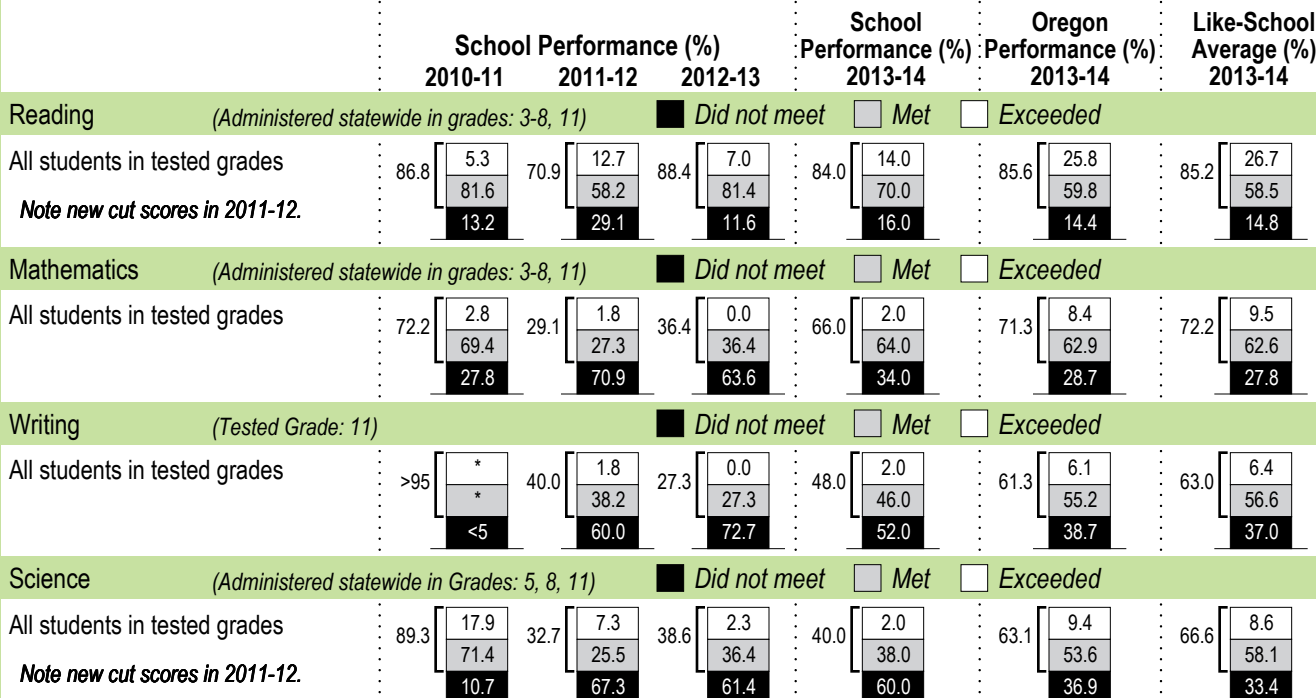 School Performance (%)
2010-11 2011-12 2012-13
School
Performance (%)
2013-14
Oregon
Performance (%)
2013-14
Like-School
Average (%)
2013-14
Reading (Administered statewide in grades: 3-8, 11) Did not meet Met Exceeded
All students in tested grades
Note new cut scores in 2011-12.
86.8 5.3 70.9 12.7 88.4 7.0 84.0 14.0 85.6 25.8 85.2 26.7
81.6 58.2 81.4 70.0 59.8 58.5
13.2 29.1 11.6 16.0 14.4 14.8
Mathematics (Administered statewide in grades: 3-8, 11) Did not meet Met Exceeded
All students in tested grades
72.2 2.8 29.1 1.8 36.4 0.0 66.0 2.0 71.3 8.4 72.2 9.5
69.4 27.3 36.4 64.0 62.9 62.6
27.8 70.9 63.6 34.0 28.7 27.8
Writing (Tested Grade: 11) Did not meet Met Exceeded
All students in tested grades
>95 * 40.0 1.8 27.3 0.0 48.0 2.0 61.3 6.1 63.0 6.4
* 38.2 27.3 46.0 55.2 56.6
<5 60.0 72.7 52.0 38.7 37.0
Science (Administered statewide in Grades: 5, 8, 11) Did not meet Met Exceeded
All students in tested grades
Note new cut scores in 2011-12.
89.3 17.9 32.7 7.3 38.6 2.3 40.0 2.0 63.1 9.4 66.6 8.6
71.4 25.5 36.4 38.0 53.6 58.1
10.7 67.3 61.4 60.0 36.9 33.4